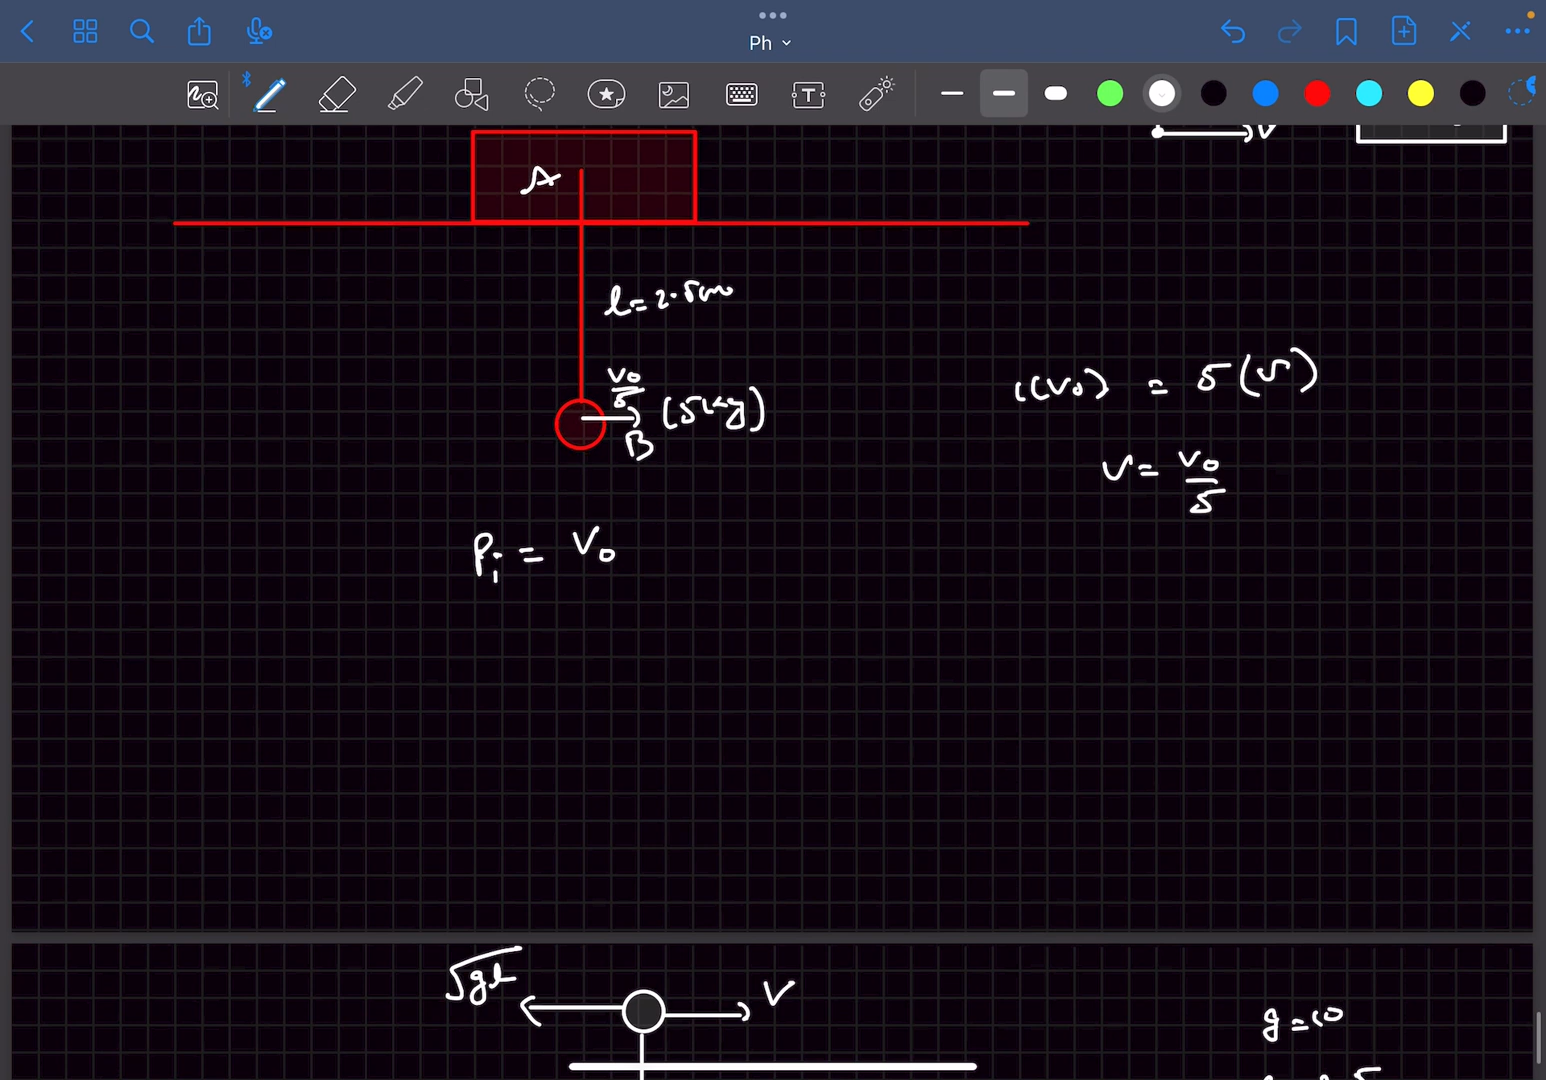 Ph
V
A
l = 2.5m
V₀/5
(5kg)
B
1(V₀) = 5(V)
V = V₀/5
Pᵢ = V₀
√gl
V
g = 10